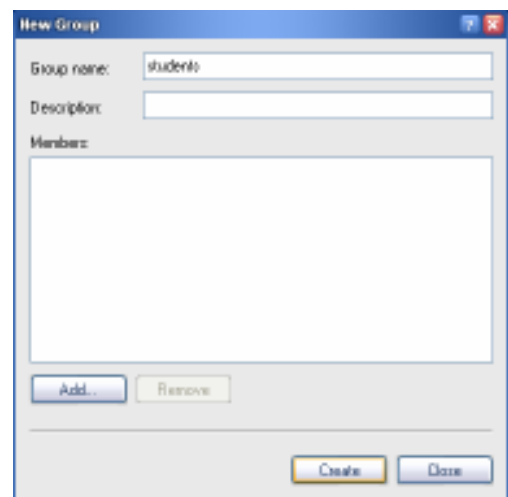 New Group
Group name: students
Description:
Members:
Add... Remove
Create Close